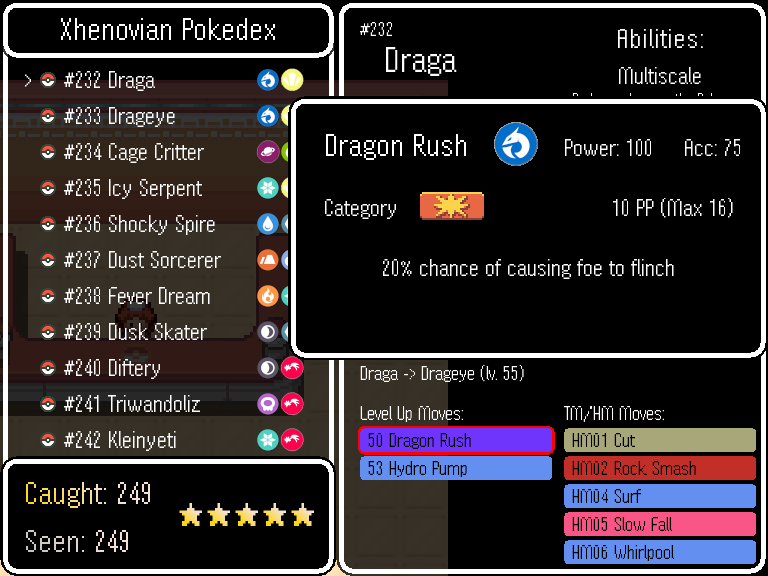 Xhenovian Pokedex
> #232 Draga
#233 Drageye
#234 Cage Critter
#235 Icy Serpent
#236 Shocky Spire
#237 Dust Sorcerer
#238 Fever Dream
#239 Dusk Skater
#240 Diftery
#241 Triwandoliz
#242 Kleinyeti
Caught: 249
Seen: 249
#232
Draga
Abilities:
Multiscale
Dragon Rush
Power: 100
Acc: 75
Category
10 PP (Max 16)
20% chance of causing foe to flinch
Draga -> Drageye (lv. 55)
Level Up Moves:
50 Dragon Rush
53 Hydro Pump
TM/HM Moves:
HM01 Cut
HM02 Rock Smash
HM04 Surf
HM05 Slow Fall
HM06 Whirlpool